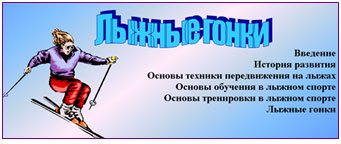 Лыжные гонки
Введение
История развития
Основы техники передвижения на лыжах
Основы обучения в лыжном спорте
Основы тренировки в лыжном спорте
Лыжные гонки